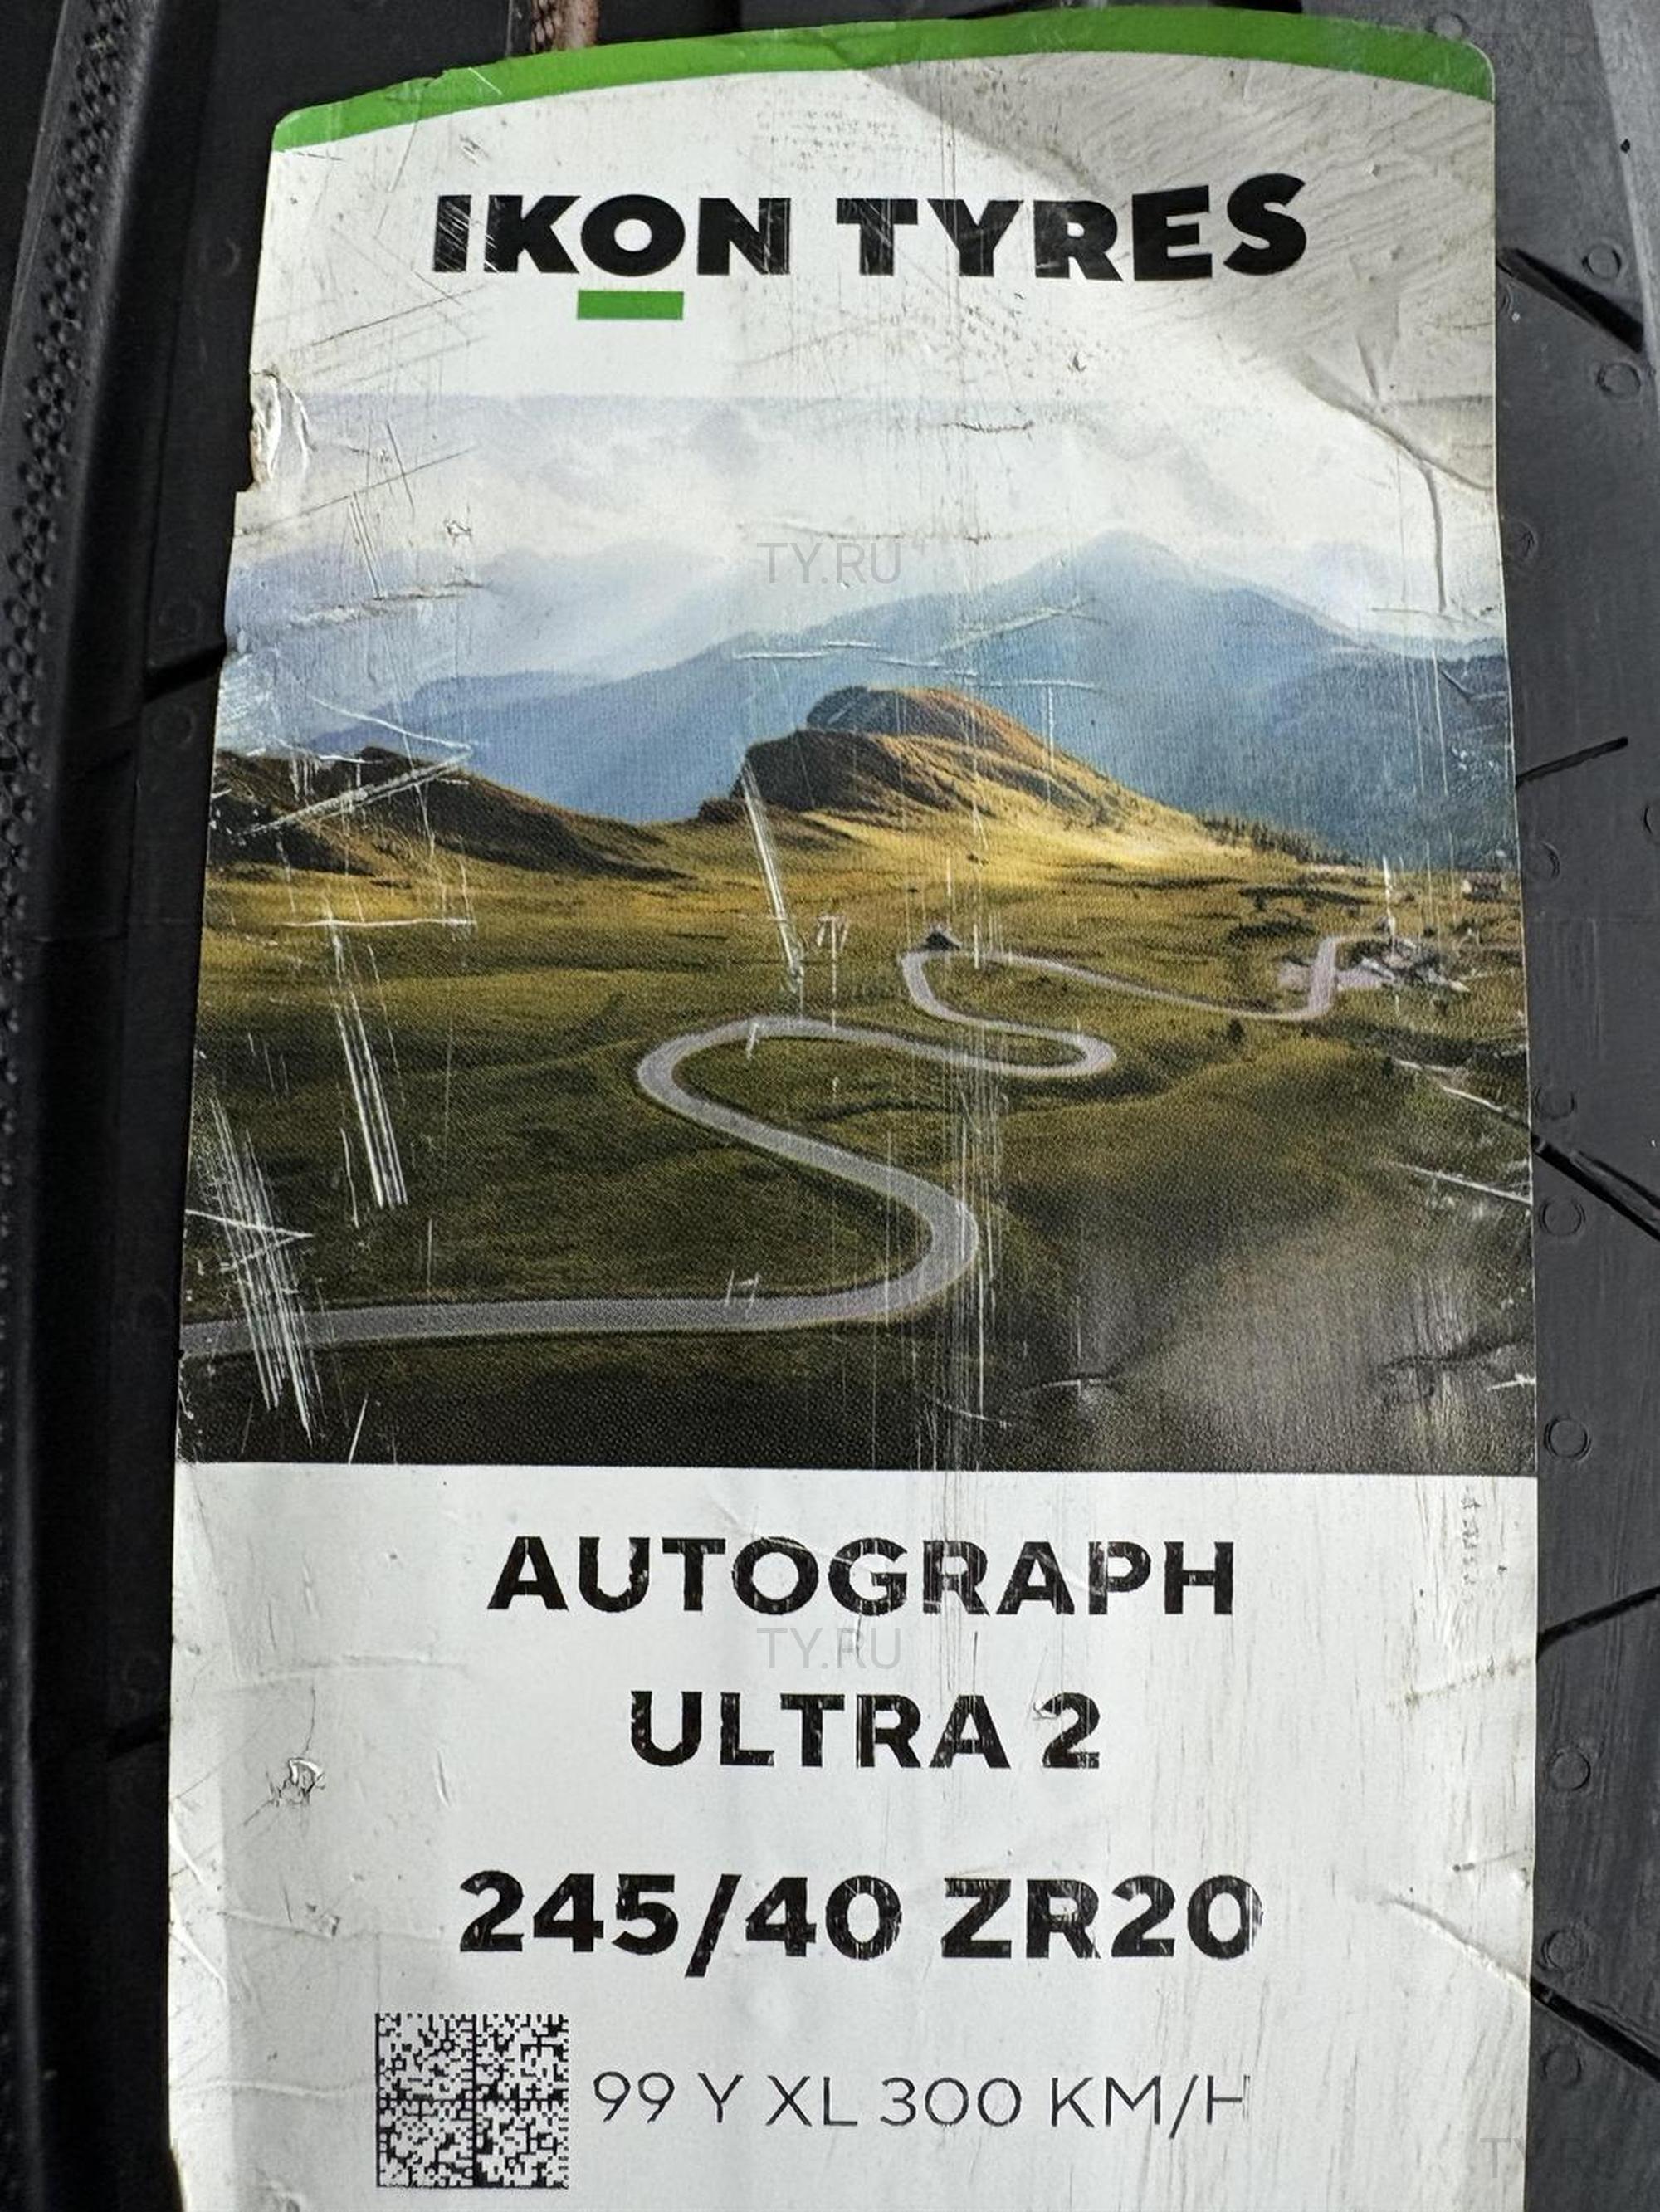 IKON TYRES
TY.RU
AUTOGRAPH
TY.RU
ULTRA 2
245/40 ZR20
99 Y XL 300 KM/H